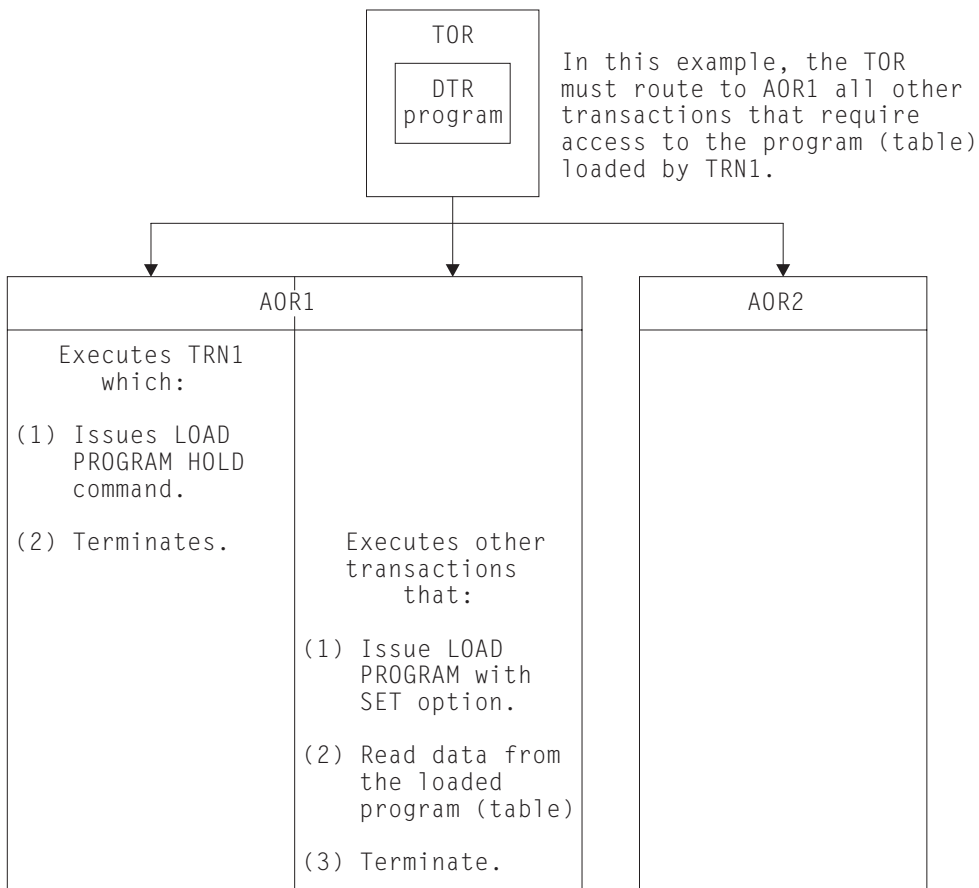 TOR
DTR
program
In this example, the TOR
must route to AOR1 all other
transactions that require
access to the program (table)
loaded by TRN1.
AOR1
AOR2
Executes TRN1
which:
(1) Issues LOAD
PROGRAM HOLD
command.
(2) Terminates.
Executes other
transactions
that:
(1) Issue LOAD
PROGRAM with
SET option.
(2) Read data from
the loaded
program (table)
(3) Terminate.